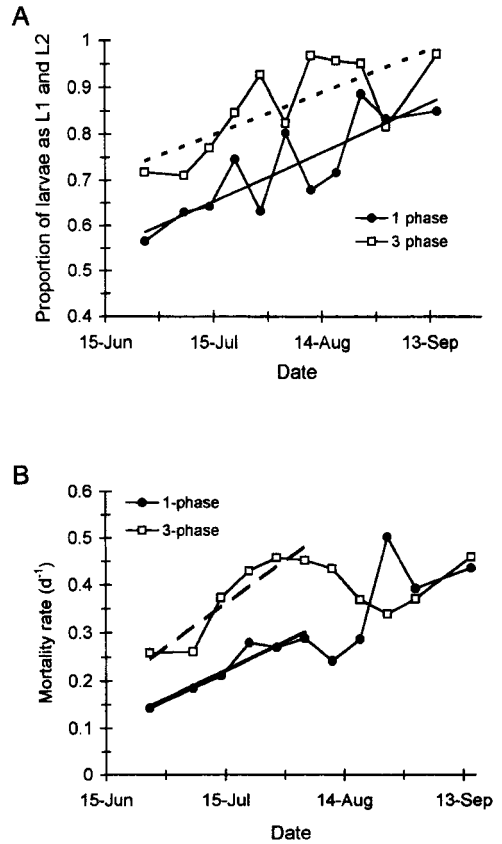 A
Proportion of larvae as L1 and L2
1
0.9
0.8
0.7
0.6
0.5
0.4
1 phase
3 phase
15-Jun 15-Jul 14-Aug 13-Sep
Date
B
Mortality rate (d⁻¹)
0.6
0.5
0.4
0.3
0.2
0.1
0
1-phase
3-phase
15-Jun 15-Jul 14-Aug 13-Sep
Date